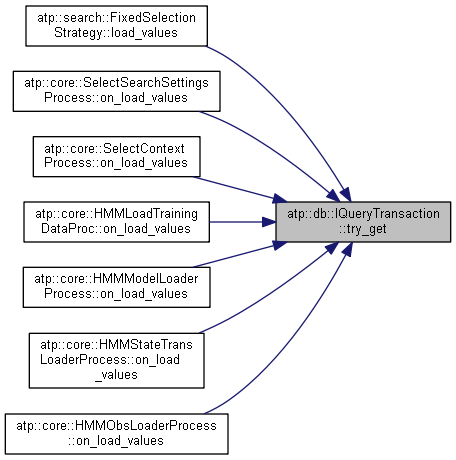 atp::search::FixedSelection
Strategy::load_values
atp::core::SelectSearchSettings
Process::on_load_values
atp::core::SelectContext
Process::on_load_values
atp::core::HMMLoadTraining
DataProc::on_load_values
atp::db::IQueryTransaction
::try_get
atp::core::HMMModelLoader
Process::on_load_values
atp::core::HMMStateTrans
LoaderProcess::on_load
_values
atp::core::HMMObsLoaderProcess
::on_load_values